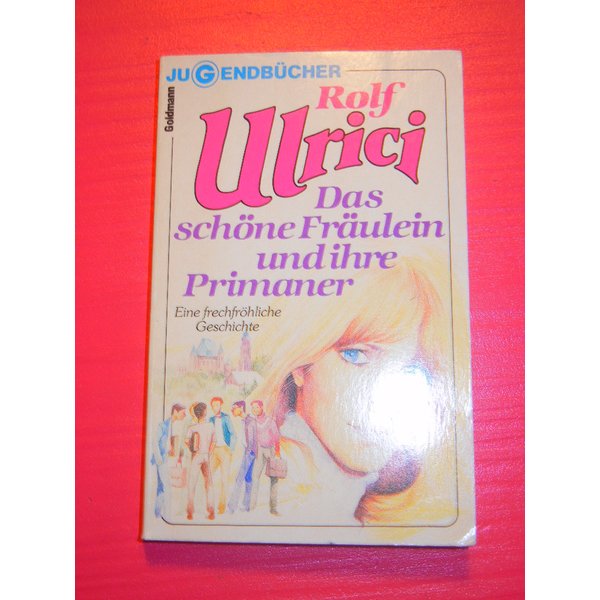 JUGENDBÜCHER
Goldmann
Rolf
Ulrici
Das
schöne Fräulein
und ihre
Primaner
Eine frechfröhliche
Geschichte